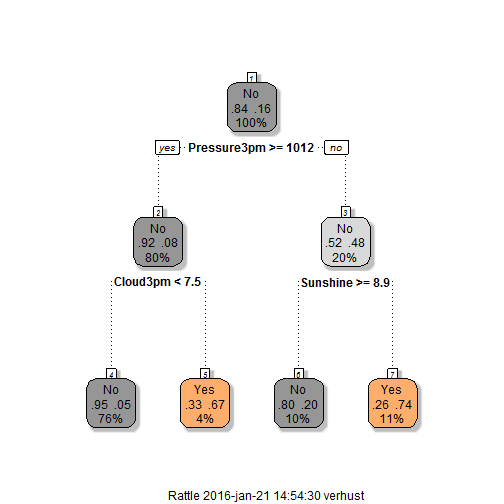 1
No
.84 .16
100%
yes Pressure3pm >= 1012 no
2
No
.92 .08
80%
3
No
.52 .48
20%
Cloud3pm < 7.5
Sunshine >= 8.9
4
No
.95 .05
76%
5
Yes
.33 .67
4%
6
No
.80 .20
10%
7
Yes
.26 .74
11%
Rattle 2016-jan-21 14:54:30 verhust